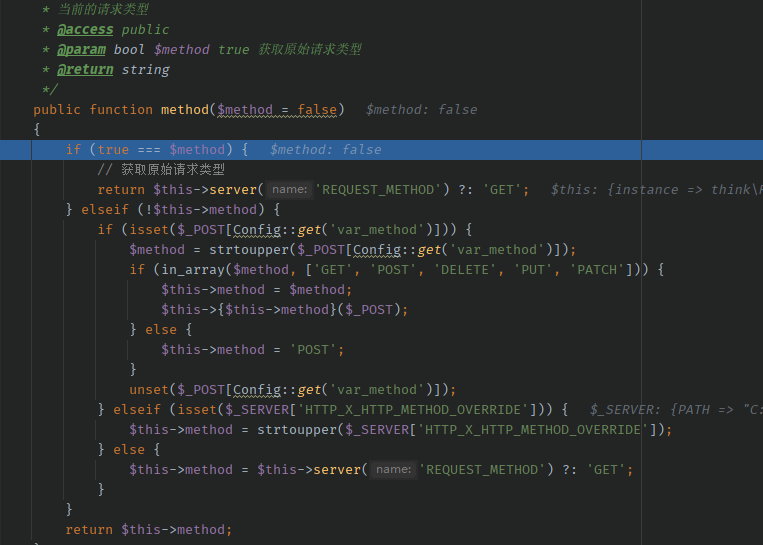 * 当前的请求类型
* @access public
* @param bool $method true 获取原始请求类型
* @return string
*/
public function method($method = false) $method: false
{
if (true === $method) { $method: false
// 获取原始请求类型
return $this->server( name: 'REQUEST_METHOD') ?: 'GET'; $this: {instance => think\
} elseif (!$this->method) {
if (isset($_POST[Config::get('var_method')])) {
$method = strtoupper($_POST[Config::get('var_method')]);
if (in_array($method, ['GET', 'POST', 'DELETE', 'PUT', 'PATCH'])) {
$this->method = $method;
$this->{$this->method}($_POST);
} else {
$this->method = 'POST';
}
unset($_POST[Config::get('var_method')]);
} elseif (isset($_SERVER['HTTP_X_HTTP_METHOD_OVERRIDE'])) { $_SERVER: {PATH => "C:
$this->method = strtoupper($_SERVER['HTTP_X_HTTP_METHOD_OVERRIDE']);
} else {
$this->method = $this->server( name: 'REQUEST_METHOD') ?: 'GET';
}
}
return $this->method;